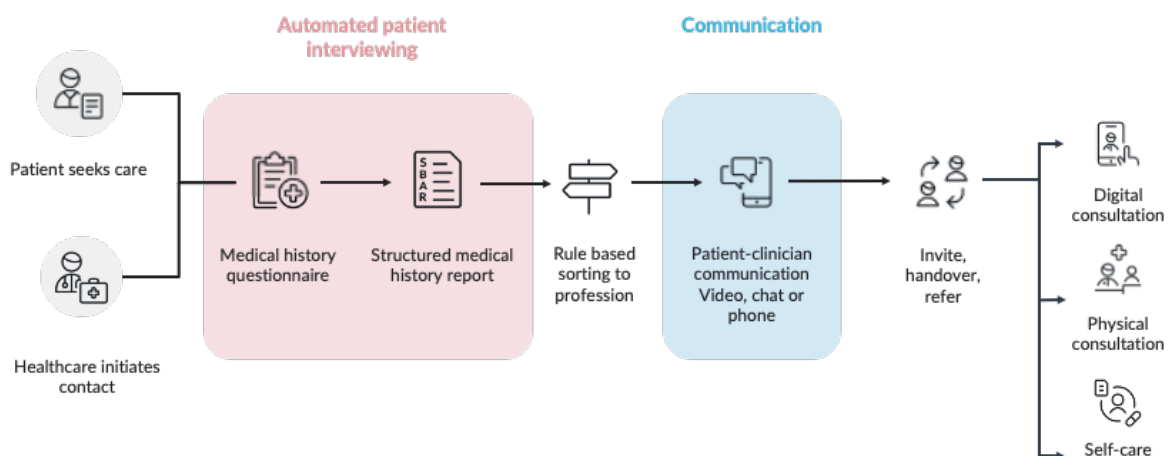 Automated patient
interviewing
Communication
Patient seeks care
Healthcare initiates
contact
Medical history
questionnaire
S
B
A
R
Structured medical
history report
Rule based
sorting to
profession
Patient-clinician
communication
Video, chat or
phone
Invite,
handover,
refer
Digital
consultation
Physical
consultation
Self-care